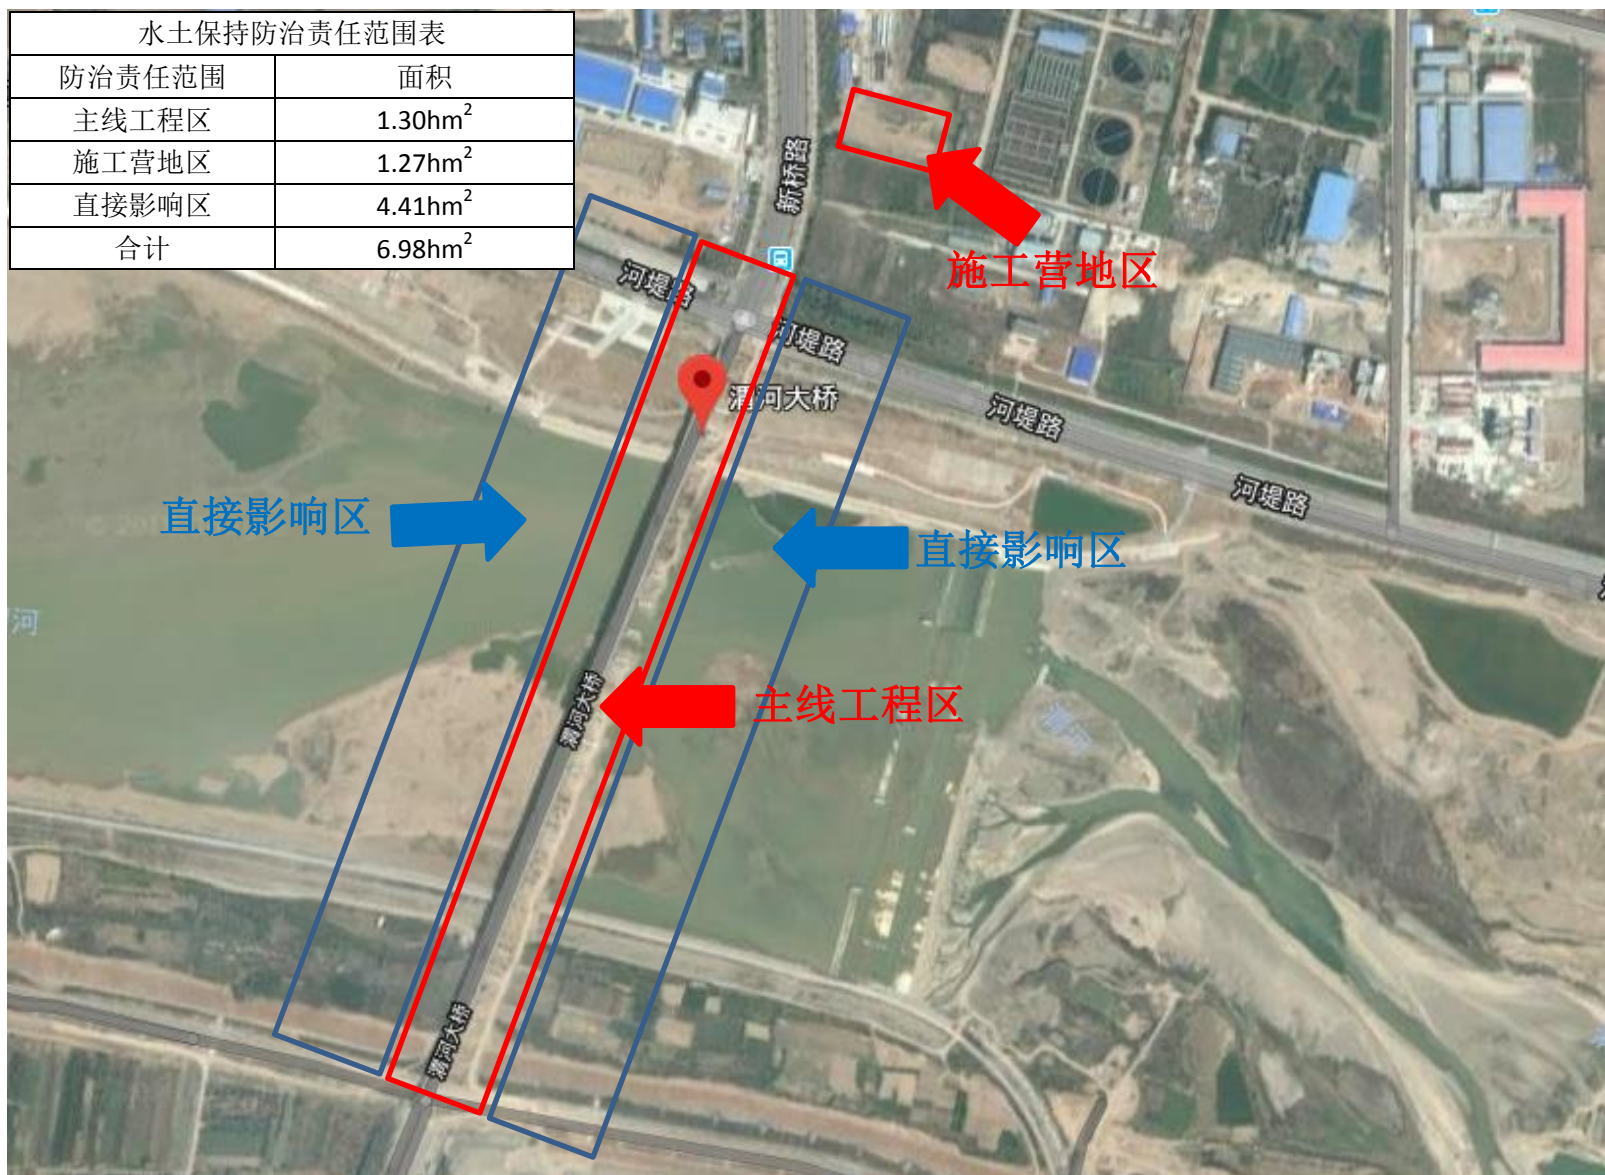 水土保持防治责任范围表
防治责任范围 面积
主线工程区 1.30hm²
施工营地区 1.27hm²
直接影响区 4.41hm²
合计 6.98hm²
新桥路
施工营地区
河堤路
河堤路
渭河大桥
河堤路
河堤路
直接影响区
直接影响区
河
主线工程区
渭河大桥
渭河大桥